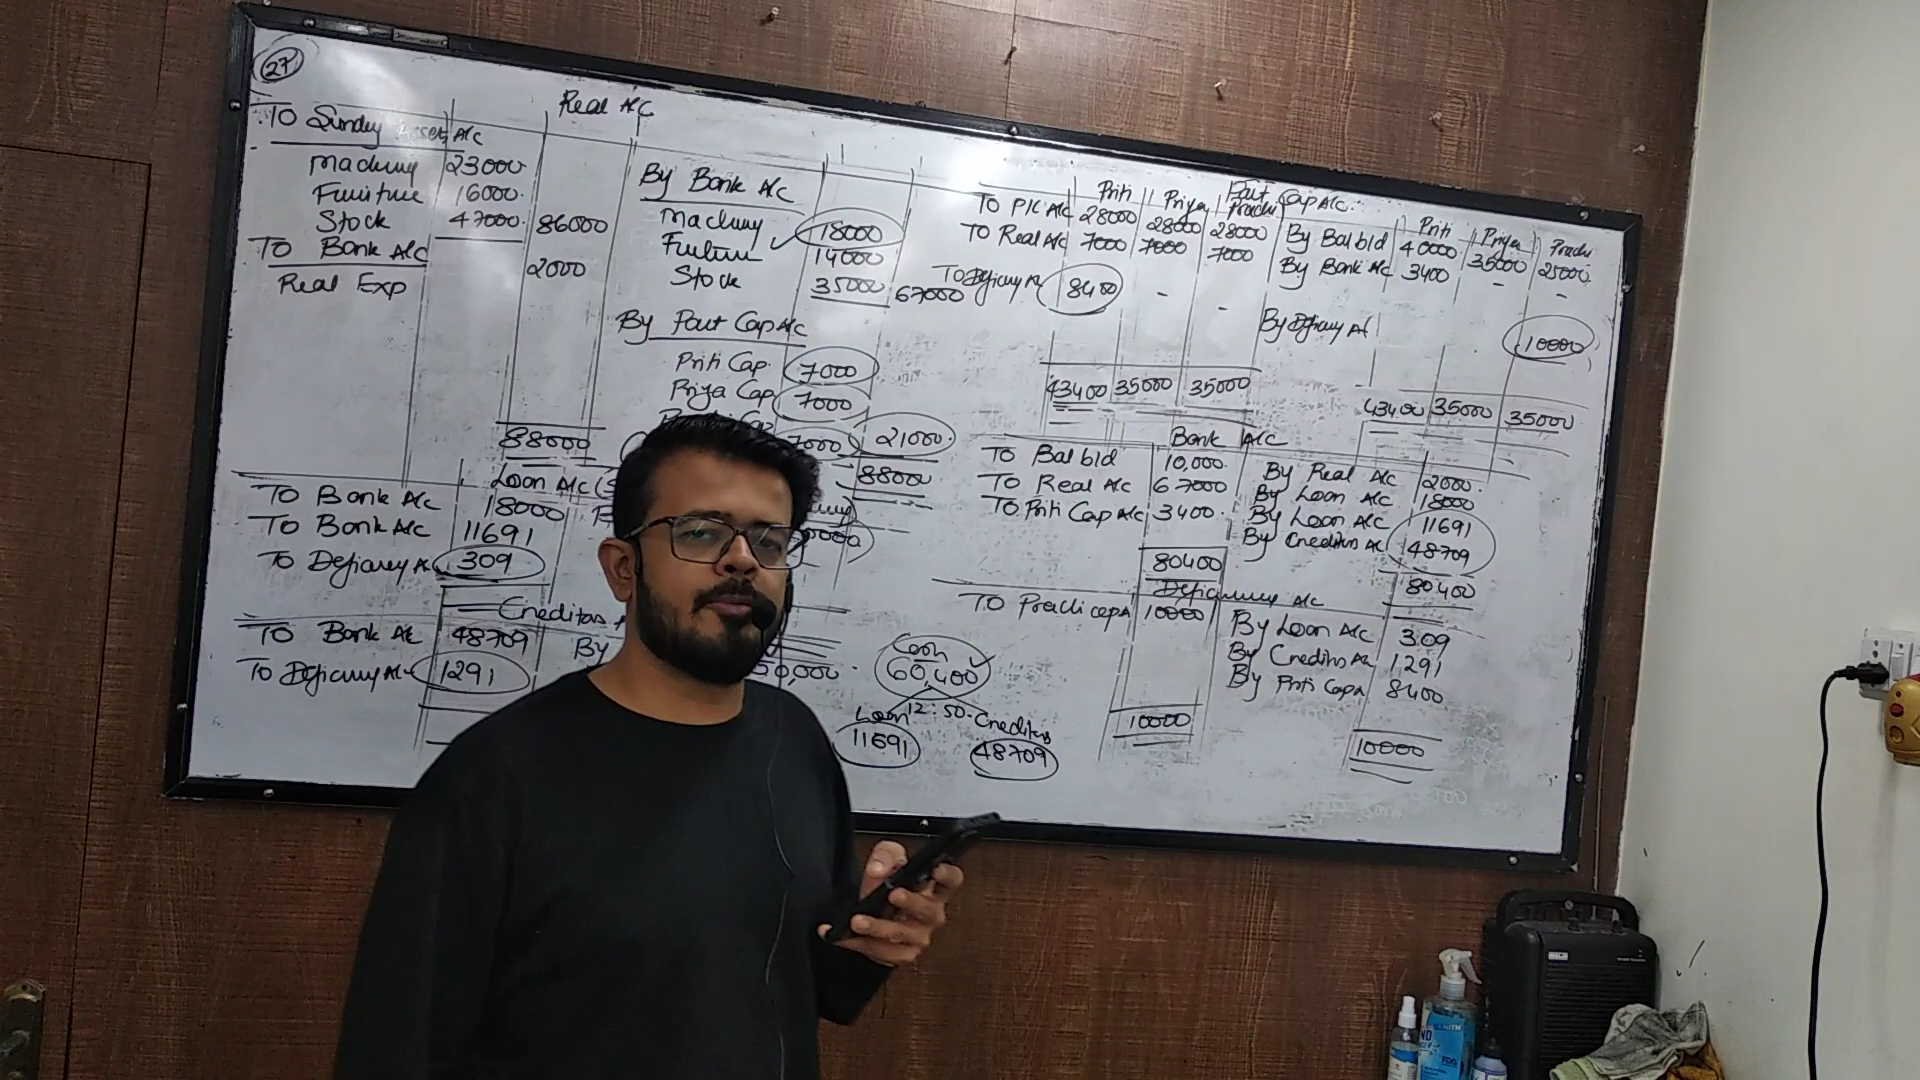 27
Real A/C
To Sundry Assets A/c
Machinery 23000
Furniture 16000
Stock 47000 86000
To Bank A/c
Real Exp 2000
88000
By Bank A/c
Machinery 18000
Furniture 14000
Stock 35000 67000
By Part Cap A/c
Priti Cap 7000
Priya Cap 7000
7000 21000
88000
Loan A/c
To Bank A/c 18000
To Bank A/c 11691
To Deficiency A/c 309
Creditors
To Bank A/c 48709
To Deficiency A/c 1291
By 50,000
Cash
60,400
12:50
Loan Creditors
11691 48709
Part Cap A/c
Priti Priya Prachi
To P/L A/c 28000 28000 28000
To Real A/c 7000 7000 7000
To Deficiency A/c 8400 - -
43400 35000 35000
Priti Priya Prachi
By Bal b/d 40000 35000 25000
By Bank A/c 3400 - -
By Deficiency A/c 10000
43400 35000 35000
Bank A/C
To Bal b/d 10,000
To Real A/c 67000
To Priti Cap A/c 3400
80400
By Real A/c 2000
By Loan A/c 18000
By Loan A/c 11691
By Creditors A/c 48709
80400
Deficiency A/c
To Prachi Cap A 10000
10000
By Loan A/c 309
By Creditors A/c 1291
By Priti Cap A 8400
10000